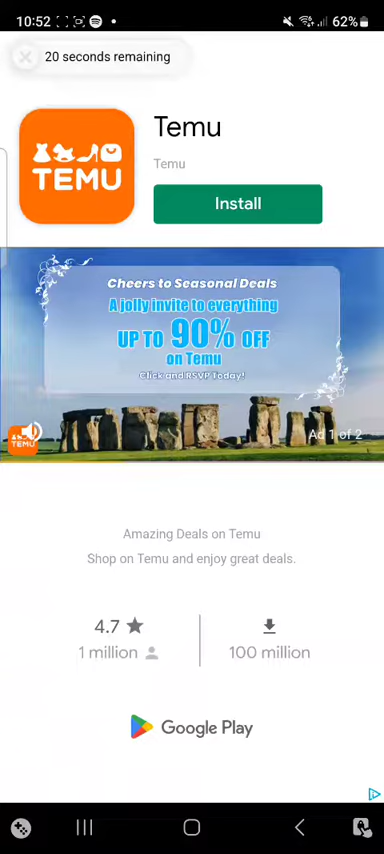 10:52
62%
20 seconds remaining
TEMU
Temu
Temu
Install
Cheers to Seasonal Deals
A jolly invite to everything
UP TO 90% OFF
on Temu
Click and RSVP Today!
TEMU
Ad 1 of 2
Amazing Deals on Temu
Shop on Temu and enjoy great deals.
4.7
1 million
100 million
Google Play